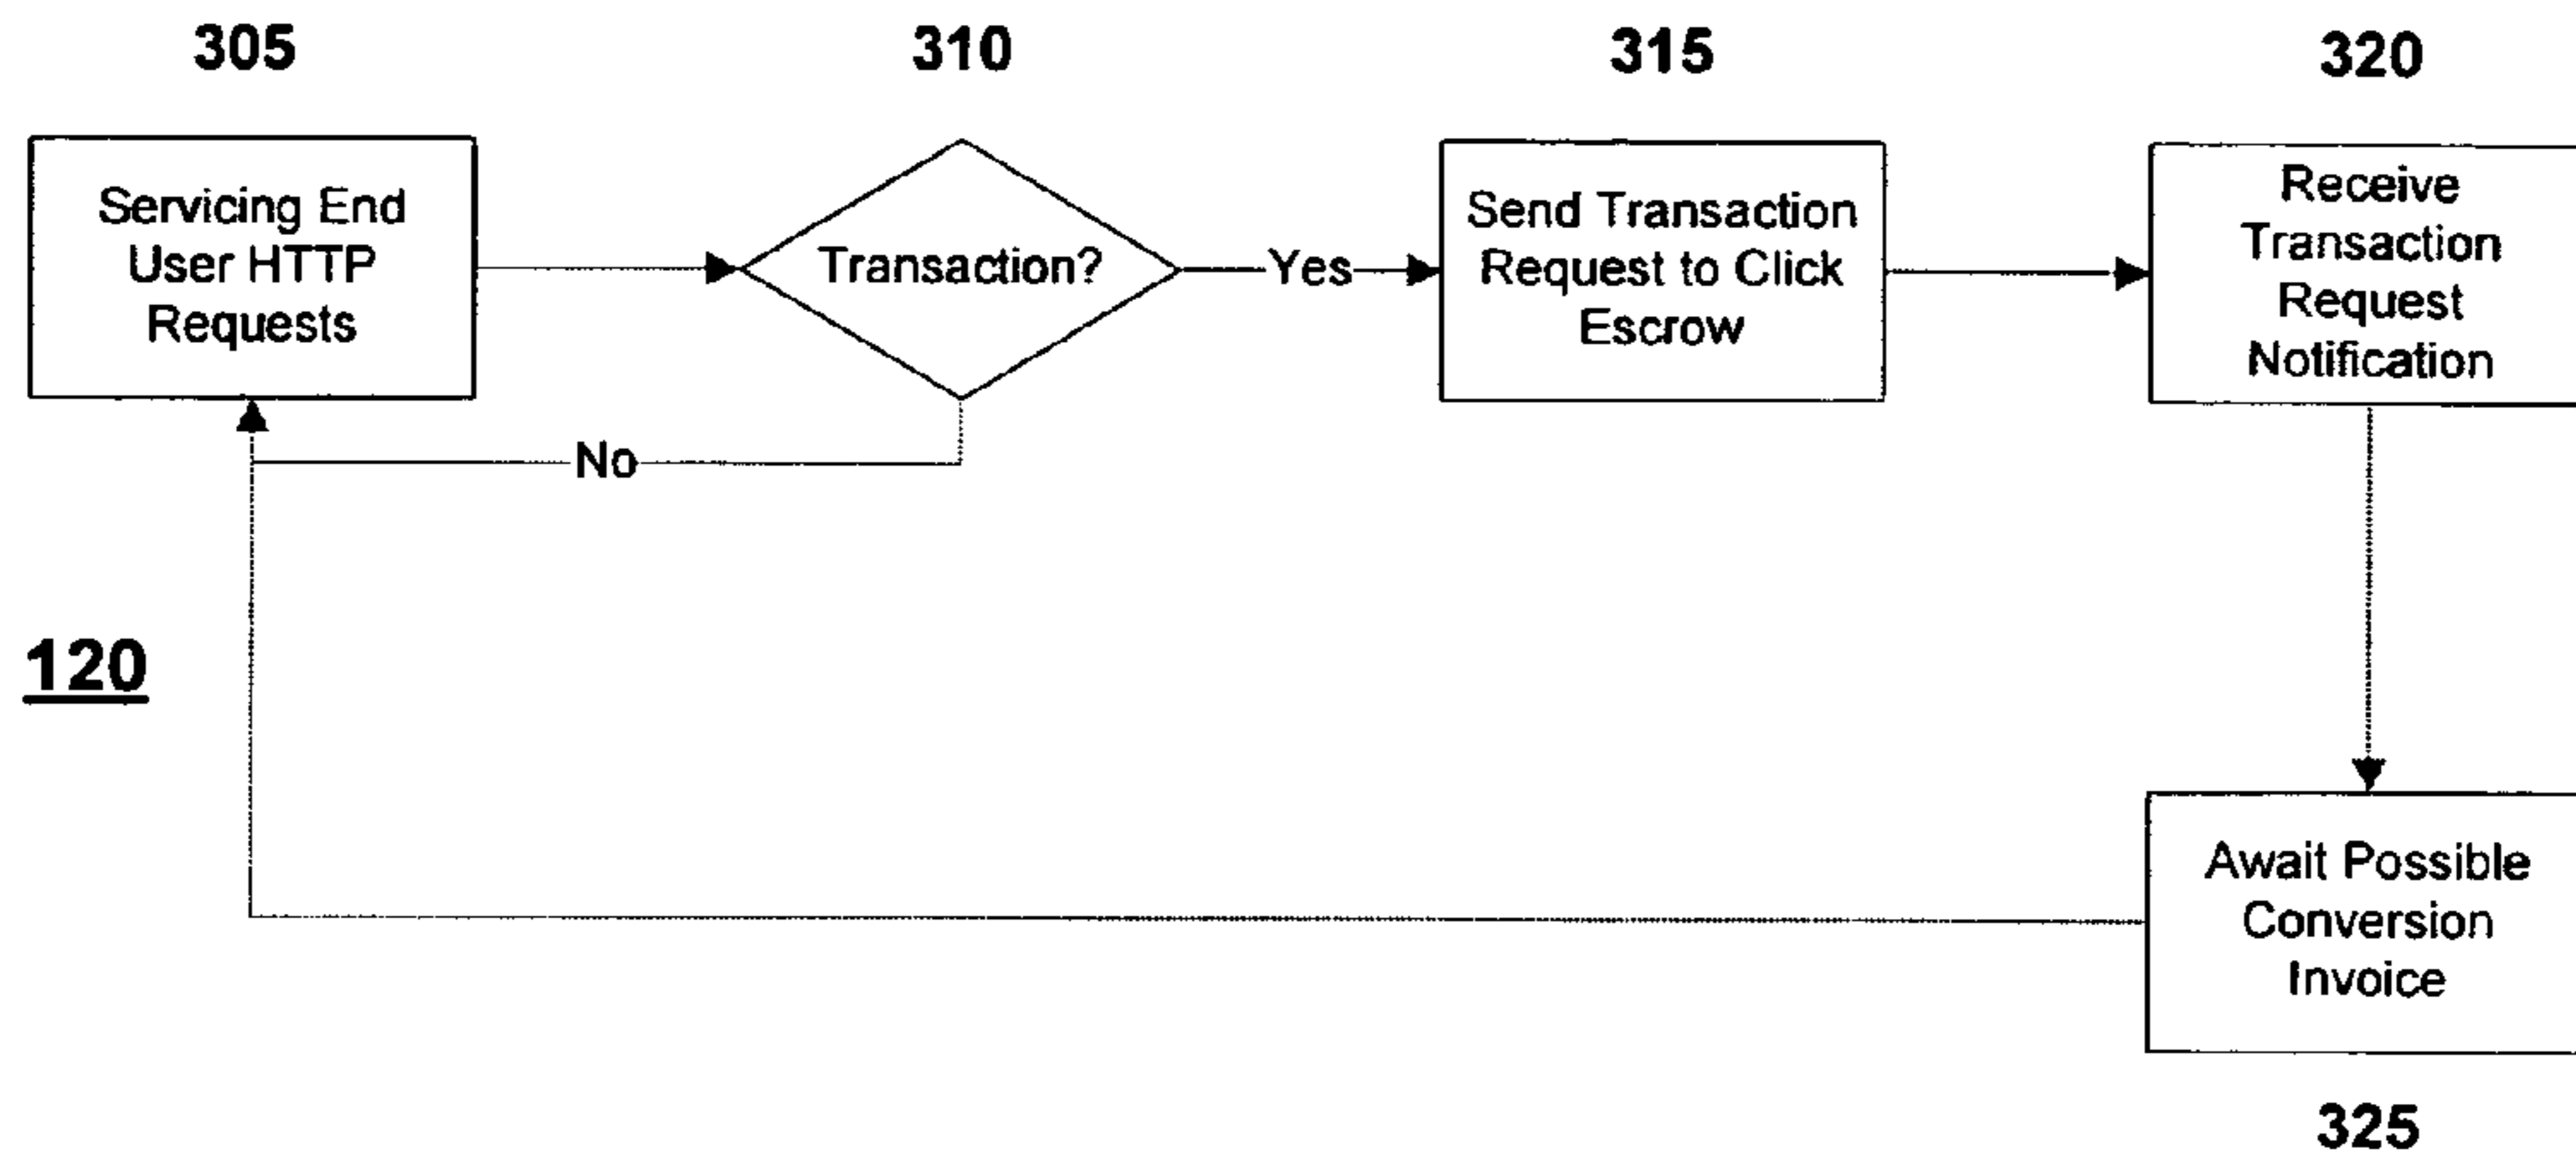 305
310
315
320
Servicing End
User HTTP
Requests
Transaction?
Yes
Send Transaction
Request to Click
Escrow
Receive
Transaction
Request
Notification
No
120
Await Possible
Conversion
Invoice
325